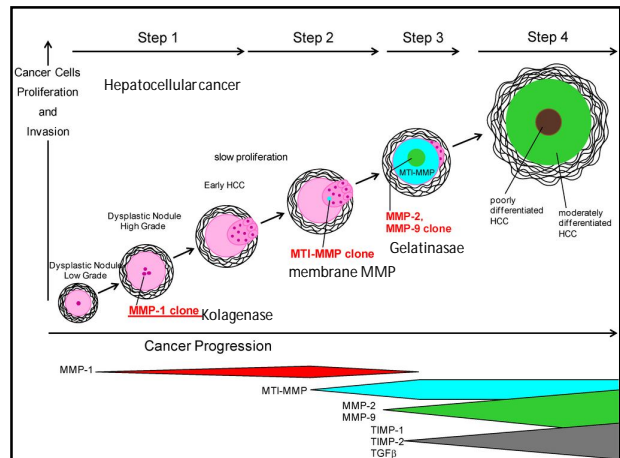 Step 1
Step 2
Step 3
Step 4
Cancer Cells
Proliferation
and
Invasion
Hepatocellular cancer
slow proliferation
Early HCC
Dysplastic Nodule
High Grade
Dysplastic Nodule
Low Grade
MTI-MMP
MMP-2,
MMP-9 clone
Gelatinasae
MTI-MMP clone
membrane MMP
MMP-1 clone
Kolagenase
poorly
differentiated
HCC
moderately
differentiated
HCC
Cancer Progression
MMP-1
MTI-MMP
MMP-2
MMP-9
TIMP-1
TIMP-2
TGFβ